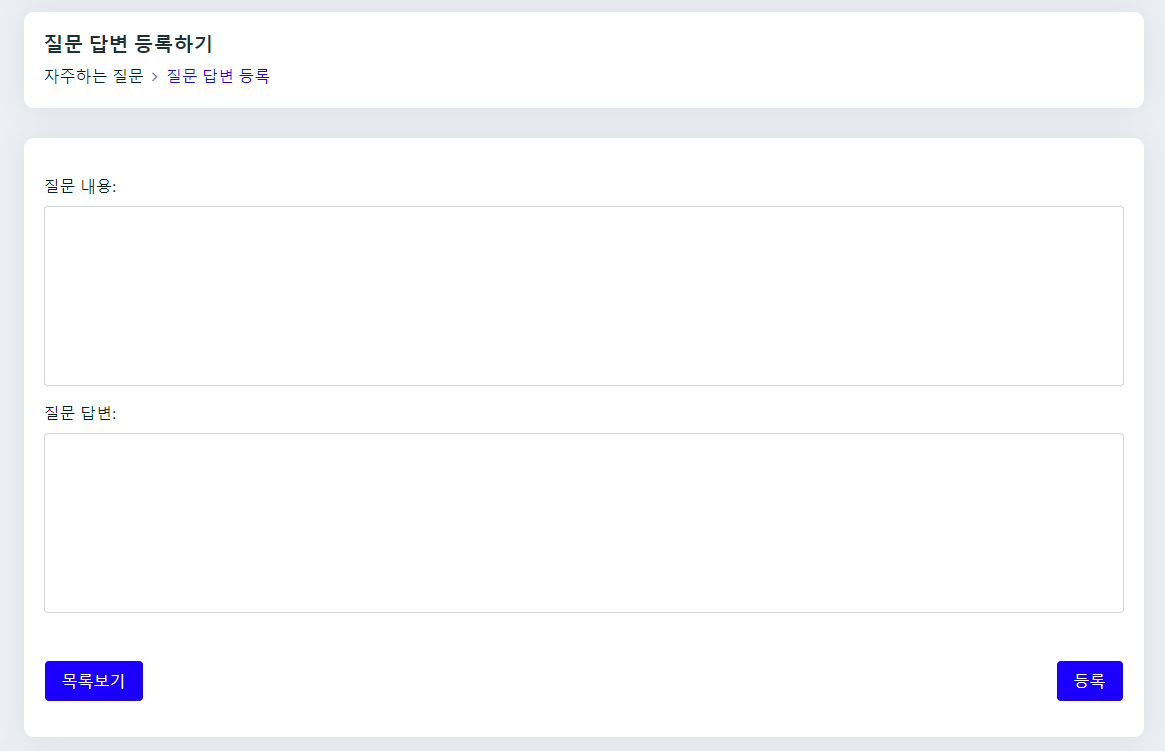 질문 답변 등록하기
자주하는 질문 > 질문 답변 등록
질문 내용:
질문 답변:
목록보기 등록